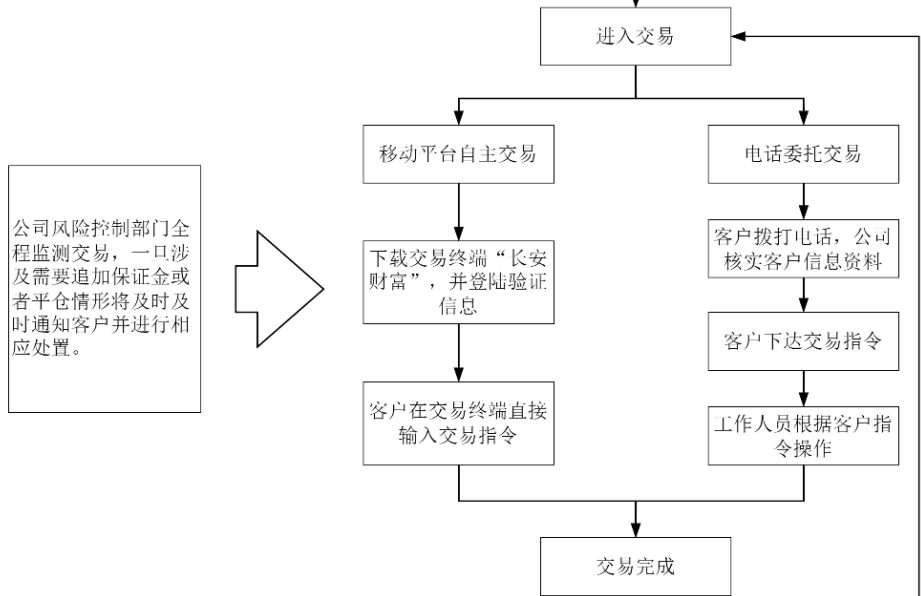 进入交易
移动平台自主交易
电话委托交易
公司风险控制部门全
程监测交易，一口涉
及需要追加保证金或
者平仓情形将及时及
时通知客户并进行相
应处置。
下载交易终端“长安
财富”，并登陆验证
信息
客户拨打电话，公司
核实客户信息资料
客户下达交易指令
客户在交易终端直接
输入交易指令
工作人员根据客户指
令操作
交易完成